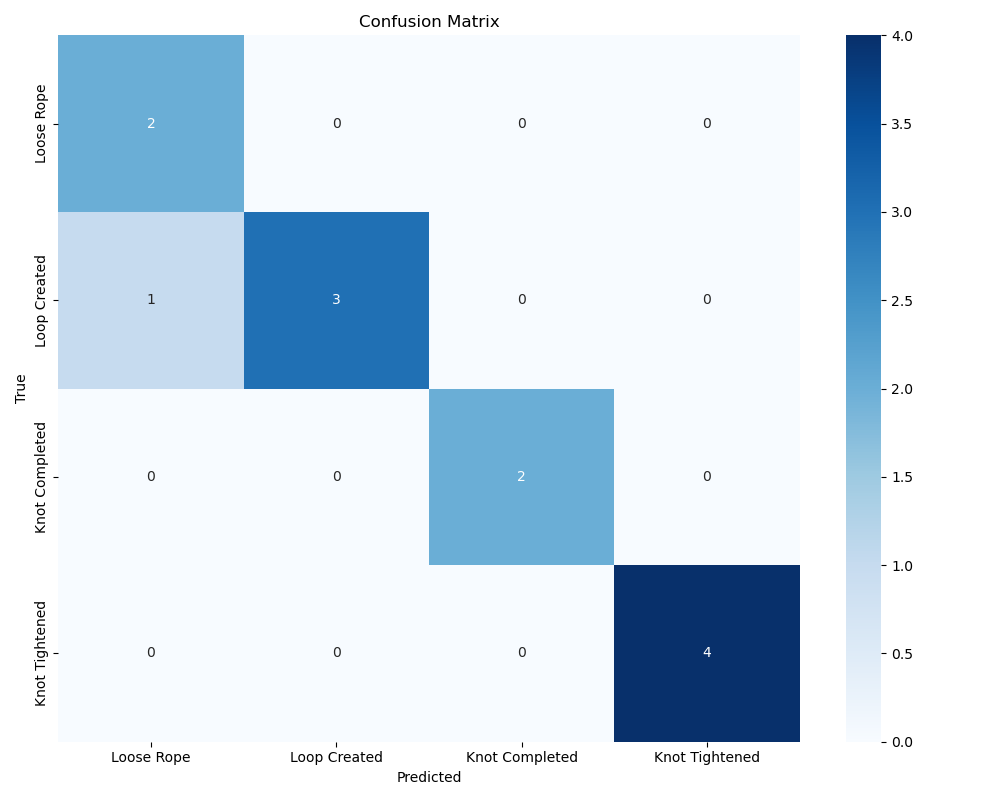 Confusion Matrix
True
Loose Rope
2
0
0
0
Loop Created
1
3
0
0
Knot Completed
0
0
2
0
Knot Tightened
0
0
0
4
Loose Rope
Loop Created
Knot Completed
Knot Tightened
Predicted
4.0
3.5
3.0
2.5
2.0
1.5
1.0
0.5
0.0